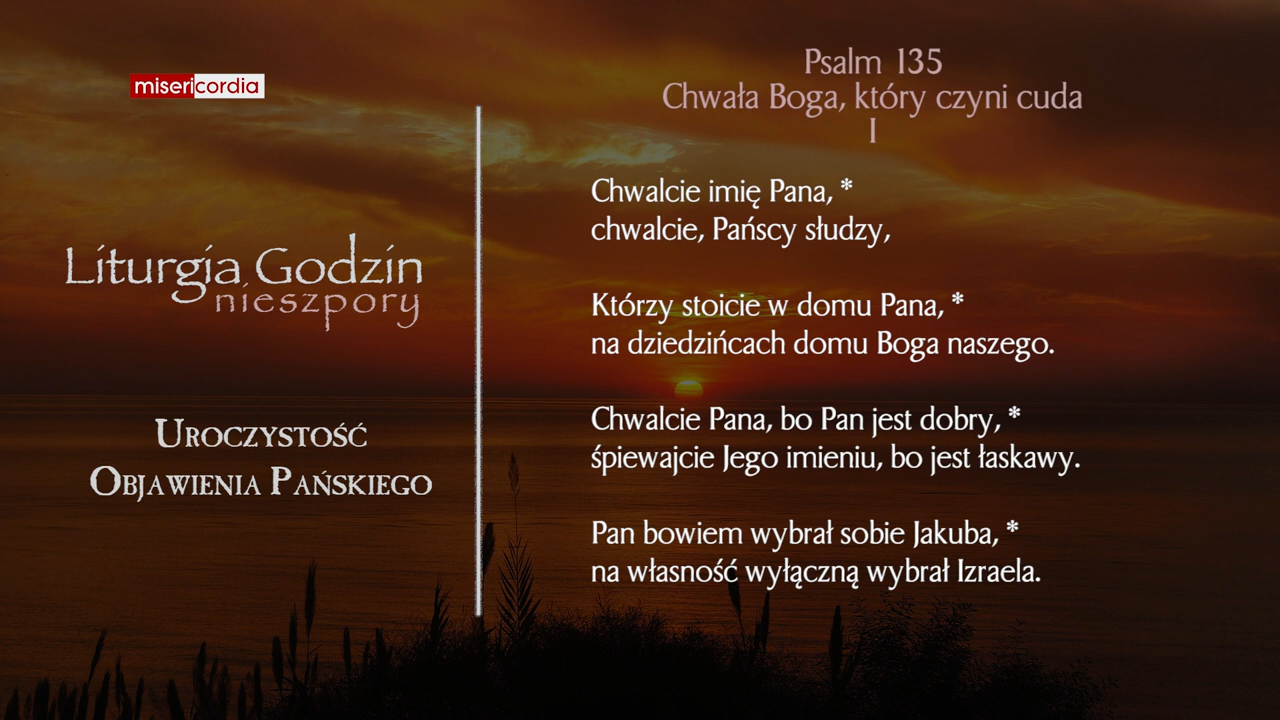 misericordia
Liturgia Godzin
nieszpory
Uroczystość
Objawienia Pańskiego
Psalm 135
Chwała Boga, który czyni cuda
I
Chwalcie imię Pana, *
chwalcie, Pańscy słudzy,
Którzy stoicie w domu Pana, *
na dziedzińcach domu Boga naszego.
Chwalcie Pana, bo Pan jest dobry, *
śpiewajcie Jego imieniu, bo jest łaskawy.
Pan bowiem wybrał sobie Jakuba, *
na własność wyłączną wybrał Izraela.